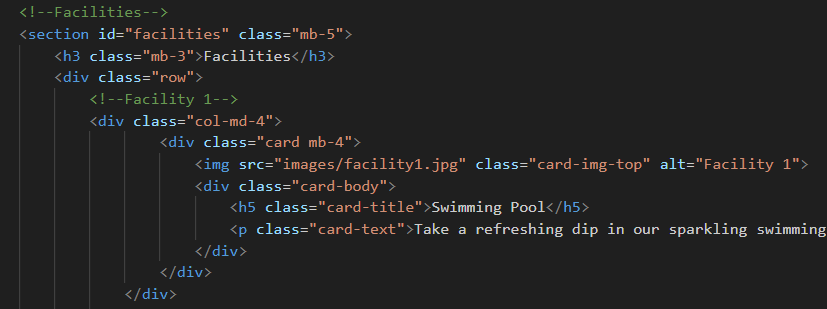 <!--Facilities-->
<section id="facilities" class="mb-5">
<h3 class="mb-3">Facilities</h3>
<div class="row">
<!--Facility 1-->
<div class="col-md-4">
<div class="card mb-4">
<img src="images/facility1.jpg" class="card-img-top" alt="Facility 1">
<div class="card-body">
<h5 class="card-title">Swimming Pool</h5>
<p class="card-text">Take a refreshing dip in our sparkling swimming
</div>
</div>
</div>